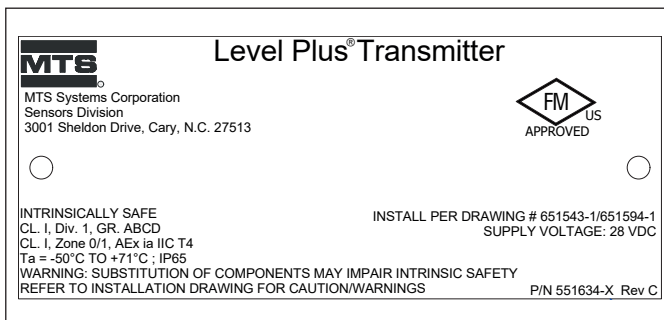 MTS
Level Plus® Transmitter
MTS Systems Corporation
Sensors Division
3001 Sheldon Drive, Cary, N.C. 27513
FM
US
APPROVED
INTRINSICALLY SAFE
CL. I, Div. 1, GR. ABCD
CL. I, Zone 0/1, AEx ia IIC T4
Ta = -50°C TO +71°C ; IP65
WARNING: SUBSTITUTION OF COMPONENTS MAY IMPAIR INTRINSIC SAFETY
REFER TO INSTALLATION DRAWING FOR CAUTION/WARNINGS
INSTALL PER DRAWING # 651543-1/651594-1
SUPPLY VOLTAGE: 28 VDC
P/N 551634-X Rev C